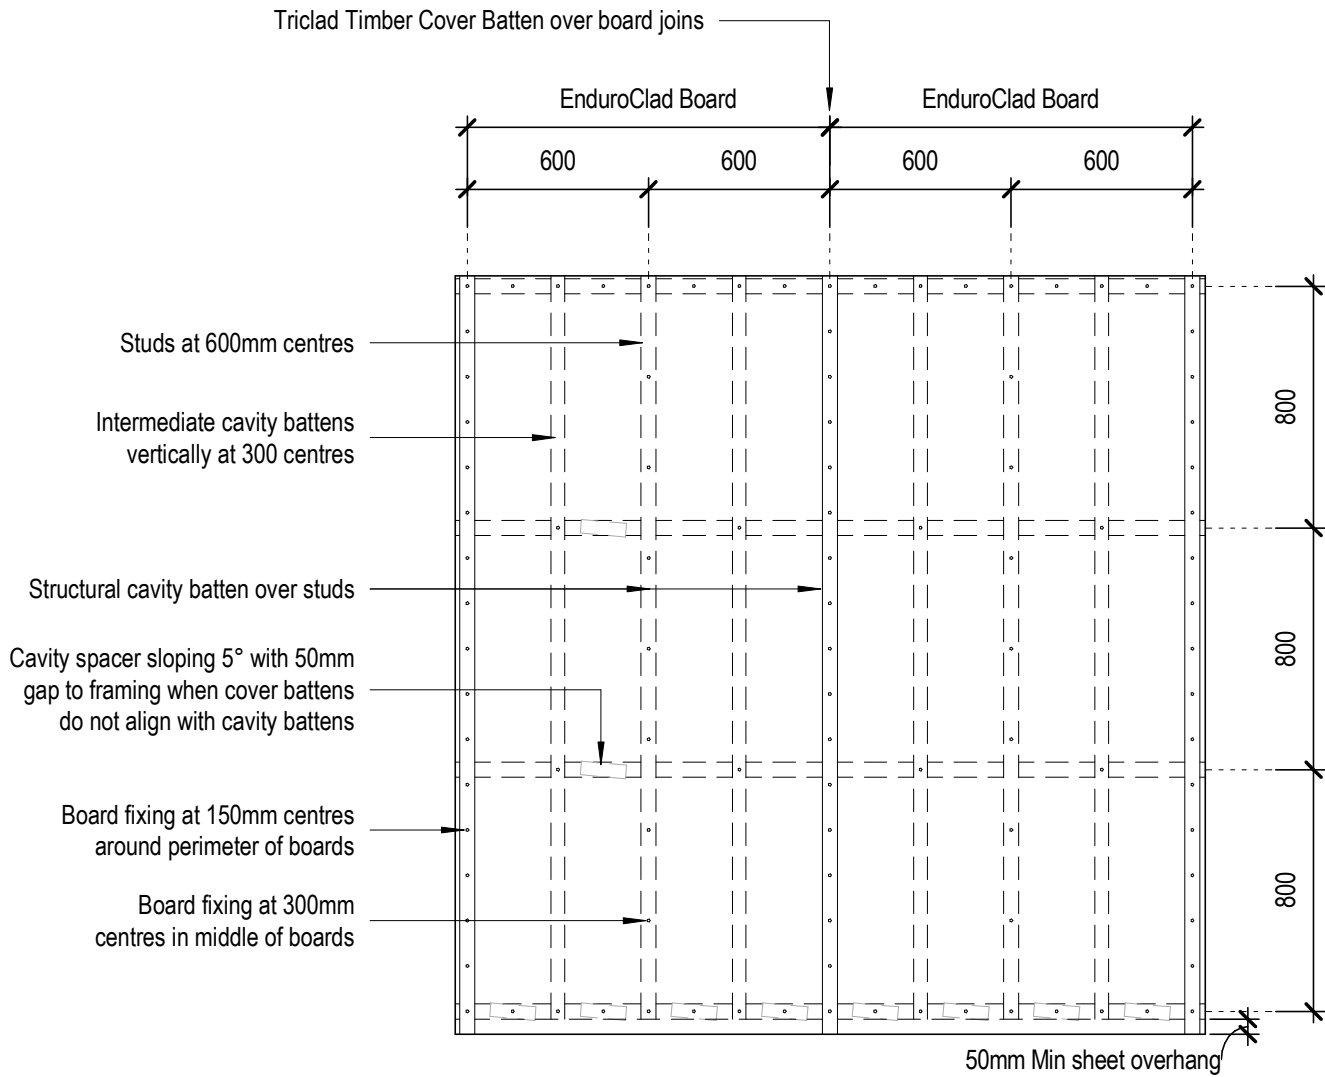 Triclad Timber Cover Batten over board joins
EnduroClad Board
EnduroClad Board
600
600
600
600
Studs at 600mm centres
800
Intermediate cavity battens
vertically at 300 centres
Structural cavity batten over studs
800
Cavity spacer sloping 5° with 50mm
gap to framing when cover battens
do not align with cavity battens
Board fixing at 150mm centres
around perimeter of boards
800
Board fixing at 300mm
centres in middle of boards
50mm Min sheet overhang